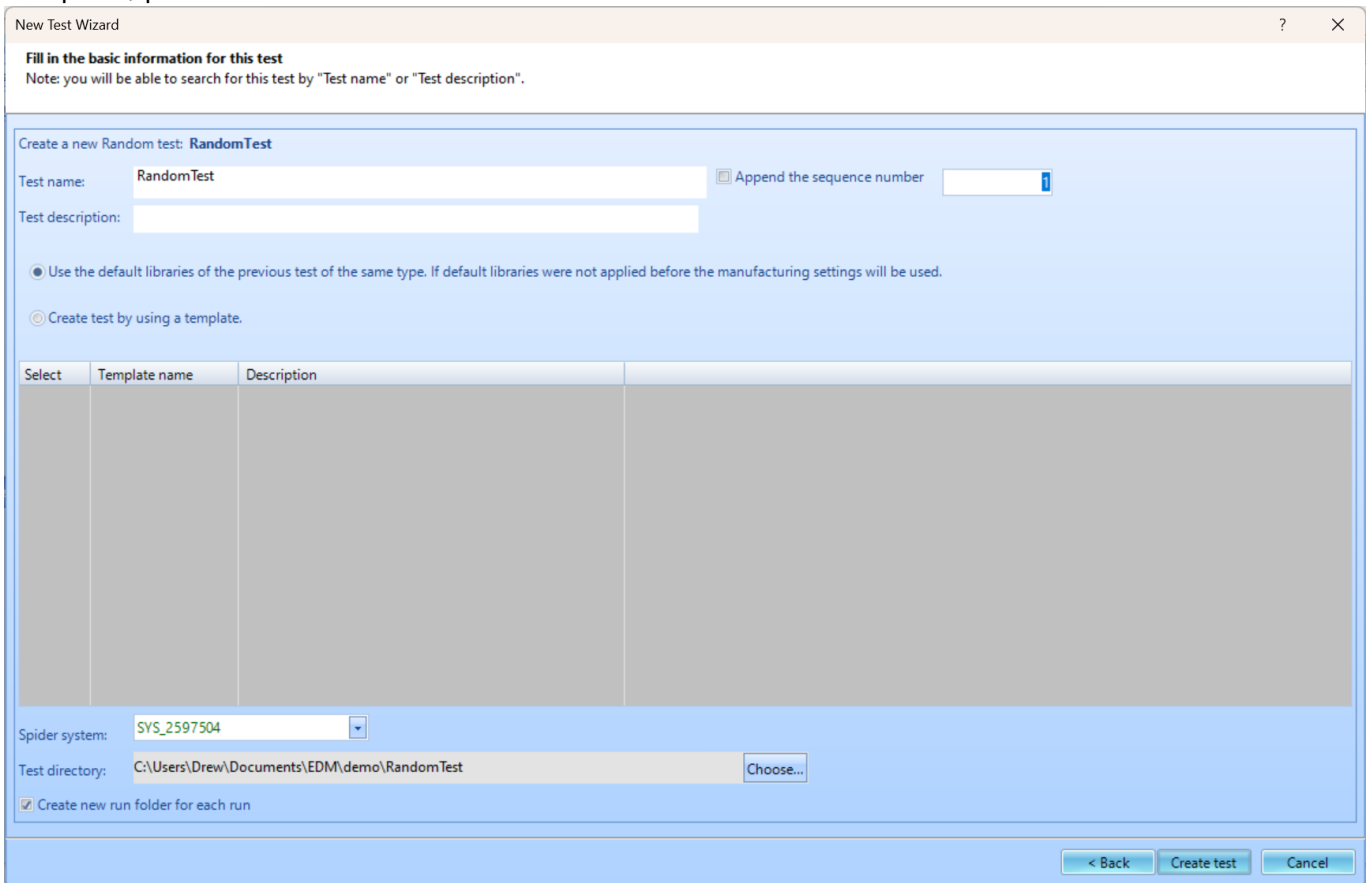 New Test Wizard ? ×
Fill in the basic information for this test
Note: you will be able to search for this test by "Test name" or "Test description".
Create a new Random test: RandomTest
Test name: RandomTest Append the sequence number 1
Test description:
Use the default libraries of the previous test of the same type. If default libraries were not applied before the manufacturing settings will be used.
Create test by using a template.
Select Template name Description
Spider system: SYS_2597504
Test directory: C:\Users\Drew\Documents\EDM\demo\RandomTest Choose...
Create new run folder for each run
< Back Create test Cancel